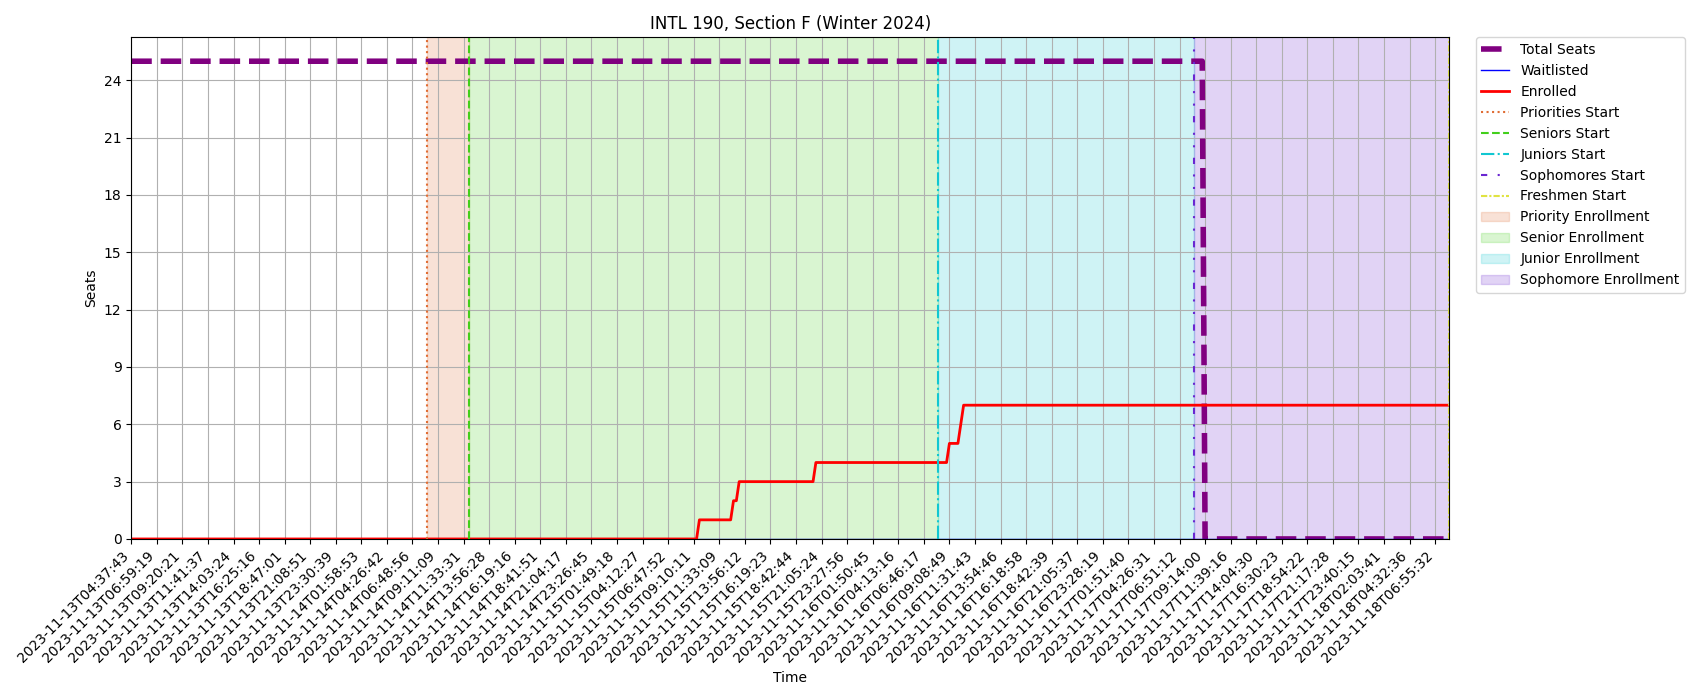 INTL 190, Section F (Winter 2024)
Total Seats
Waitlisted
Enrolled
Priorities Start
Seniors Start
Juniors Start
Sophomores Start
Freshmen Start
Priority Enrollment
Senior Enrollment
Junior Enrollment
Sophomore Enrollment
Seats
24
21
18
15
12
9
6
3
0
2023-11-13T04:37:43
2023-11-13T06:59:19
2023-11-13T09:20:21
2023-11-13T11:41:37
2023-11-13T14:03:24
2023-11-13T16:25:16
2023-11-13T18:47:01
2023-11-13T21:08:51
2023-11-13T23:30:39
2023-11-14T01:58:53
2023-11-14T04:26:42
2023-11-14T06:48:56
2023-11-14T09:11:09
2023-11-14T11:33:31
2023-11-14T13:56:28
2023-11-14T16:19:16
2023-11-14T18:41:51
2023-11-14T21:04:17
2023-11-14T23:26:45
2023-11-15T01:49:18
2023-11-15T04:12:27
2023-11-15T06:47:52
2023-11-15T09:10:11
2023-11-15T11:33:09
2023-11-15T13:56:12
2023-11-15T16:19:23
2023-11-15T18:42:44
2023-11-15T21:05:24
2023-11-15T23:27:56
2023-11-16T01:50:45
2023-11-16T04:13:16
2023-11-16T06:46:17
2023-11-16T09:08:49
2023-11-16T11:31:43
2023-11-16T13:54:46
2023-11-16T16:18:58
2023-11-16T18:42:39
2023-11-16T21:05:37
2023-11-16T23:28:19
2023-11-17T01:51:40
2023-11-17T04:26:31
2023-11-17T06:51:12
2023-11-17T09:14:00
2023-11-17T11:39:16
2023-11-17T14:04:30
2023-11-17T16:30:23
2023-11-17T18:54:22
2023-11-17T21:17:28
2023-11-17T23:40:15
2023-11-18T02:03:41
2023-11-18T04:32:36
2023-11-18T06:55:32
Time